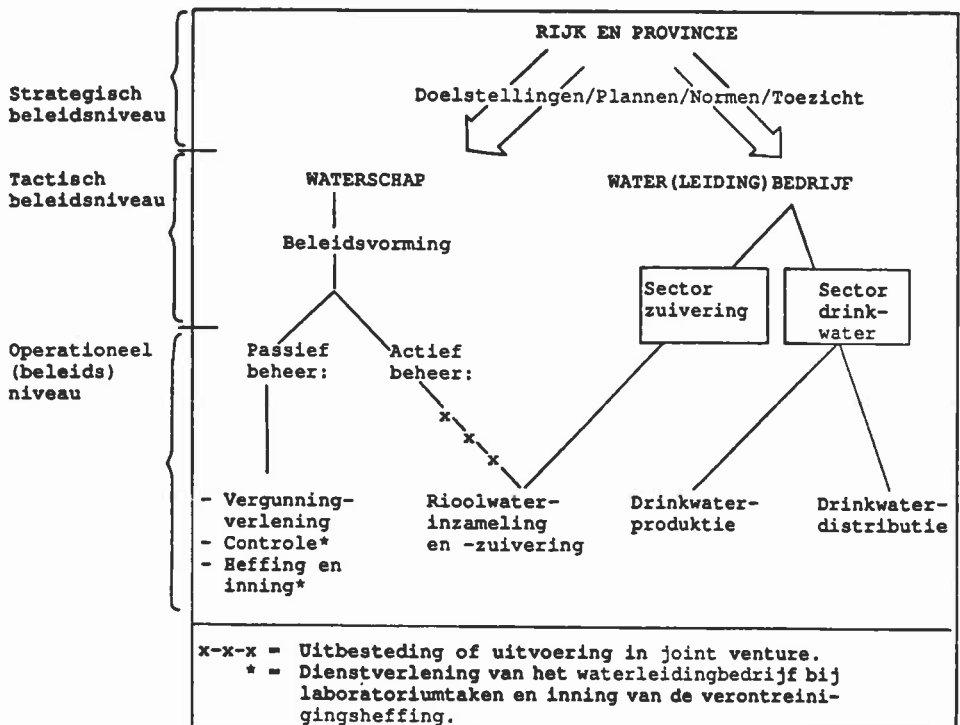 RIJK EN PROVINCIE
Strategisch
beleidsniveau
Doelstellingen/Plannen/Normen/Toezicht
Tactisch
beleidsniveau
WATERSCHAP
WATER(LEIDING)BEDRIJF
Beleidsvorming
Sector
zuivering
Sector
drink-
water
Operationeel
(beleids)
niveau
Passief
beheer:
Actief
beheer:
x
x
x
- Vergunning-
verlening
- Controle*
- Heffing en
inning*
Rioolwater-
inzameling
en -zuivering
Drinkwater-
produktie
Drinkwater-
distributie
x-x-x = Uitbesteding of uitvoering in joint venture.
* = Dienstverlening van het waterleidingbedrijf bij
laboratoriumtaken en inning van de verontreini-
gingsheffing.